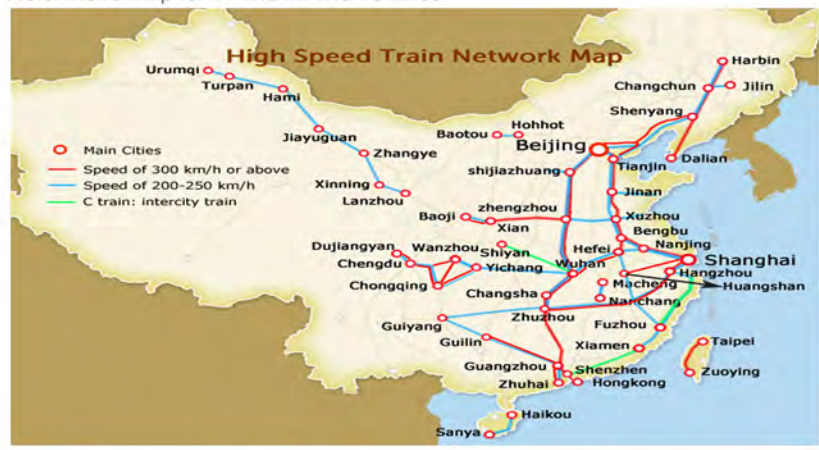 High Speed Train Network Map
Harbin
Urumqi
Turpan
Changchun
Jilin
Hami
Shenyang
Hohhot
Baotou
Jiayuguan
Beijing
Main Cities
Zhangye
Dalian
Tianjin
Speed of 300 km/h or above
shijiazhuang
Speed of 200-250 km/h
Xinning
Jinan
C train: intercity train
Lanzhou
zhengzhou
Baoji
Xuzhou
Xian
Bengbu
Dujiangyan
Wanzhou
Shiyan
Hefei
Nanjing
Shanghai
Chengdu
Yichang
Wuhan
Hangzhou
Chongqing
Macheng
Huangshan
Changsha
Nanchang
Zhuzhou
Guiyang
Fuzhou
Guilin
Xiamen
Taipei
Guangzhou
Shenzhen
Zuoying
Zhuhai
Hongkong
Haikou
Sanya